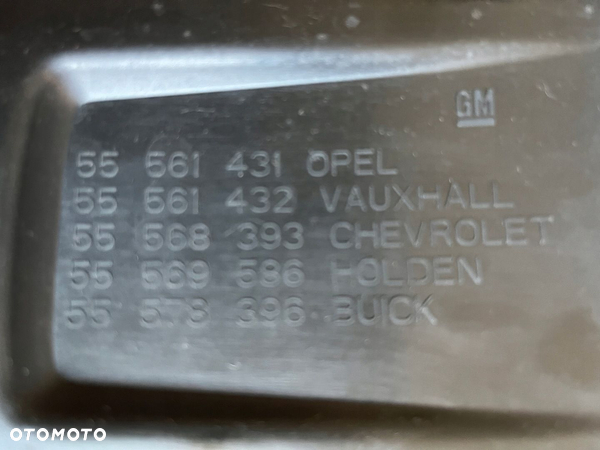 GM
55 561 431 OPEL
55 561 432 VAUXHALL
55 568 393 CHEVROLET
55 569 586 HOLDEN
55 578 396 BUICK
OTOMOTO